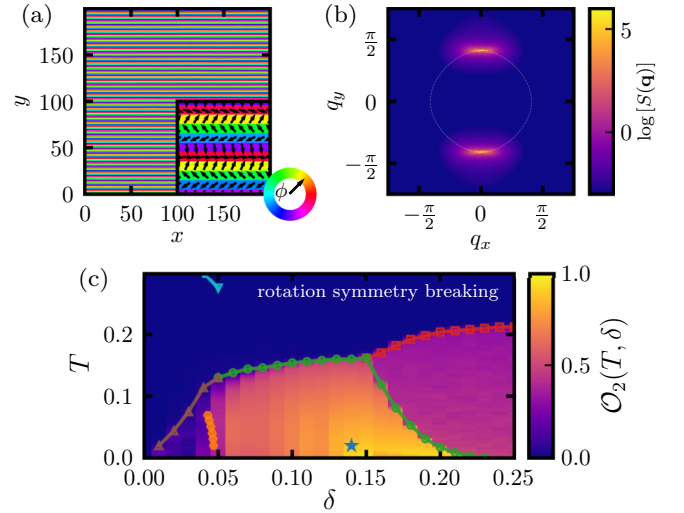 (a)
200
150
100
50
0
y
0 50 100 150
x
ϕ
(b)
π/2
0
−π/2
q_y
−π/2 0 π/2
q_x
5
0
log [S(q)]
(c)
rotation symmetry breaking
0.2
0.1
0.0
T
0.00 0.05 0.10 0.15 0.20 0.25
δ
1.0
0.5
0.0
𝒪₂(T, δ)